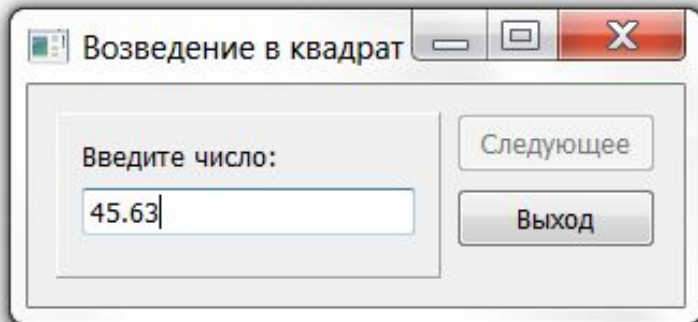 Возведение в квадрат
Введите число:
45.63
Следующее
Выход